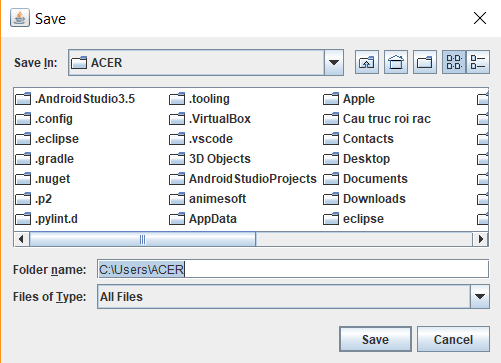 Save
Save In: ACER
.AndroidStudio3.5 .tooling Apple
.config .VirtualBox Cau truc roi rac
.eclipse .vscode Contacts
.gradle 3D Objects Desktop
.nuget AndroidStudioProjects Documents
.p2 animesoft Downloads
.pylint.d AppData eclipse
Folder name: C:\Users\ACER
Files of Type: All Files
Save Cancel